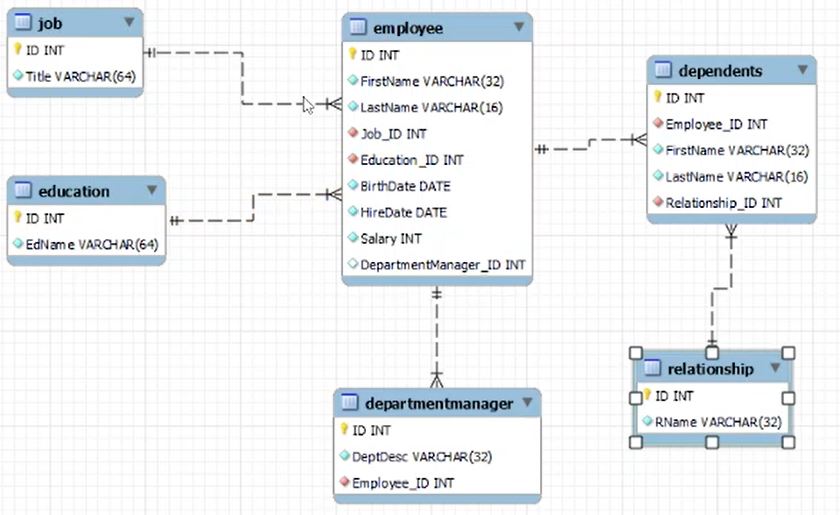 job
ID INT
Title VARCHAR(64)
education
ID INT
EdName VARCHAR(64)
employee
ID INT
FirstName VARCHAR(32)
LastName VARCHAR(16)
Job_ID INT
Education_ID INT
BirthDate DATE
HireDate DATE
Salary INT
DepartmentManager_ID INT
departmentmanager
ID INT
DeptDesc VARCHAR(32)
Employee_ID INT
dependents
ID INT
Employee_ID INT
FirstName VARCHAR(32)
LastName VARCHAR(16)
Relationship_ID INT
relationship
ID INT
RName VARCHAR(32)